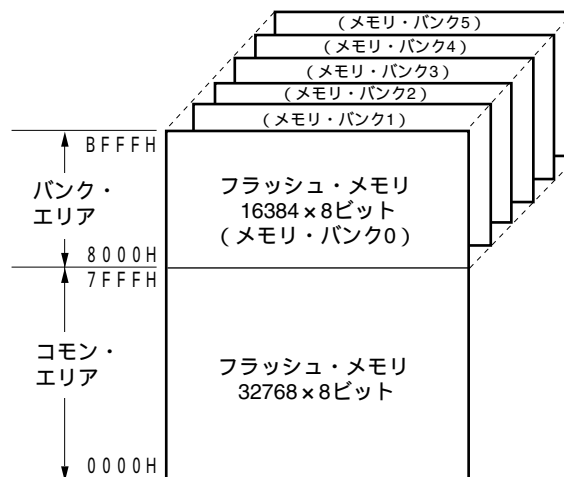 (メモリ・バンク5)
(メモリ・バンク4)
(メモリ・バンク3)
(メモリ・バンク2)
(メモリ・バンク1)
BFFFH
バンク・
エリア
フラッシュ・メモリ
16384×8ビット
(メモリ・バンク0)
8000H
7FFFH
コモン・
エリア
フラッシュ・メモリ
32768×8ビット
0000H